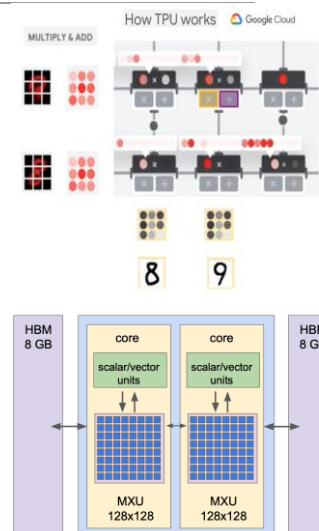 How TPU works
Google Cloud
MULTIPLY & ADD
× + × + × +
× + × + × +
8 9
HBM
8 GB
core
core
HBM
8 G
scalar/vector
units
scalar/vector
units
MXU
128x128
MXU
128x128